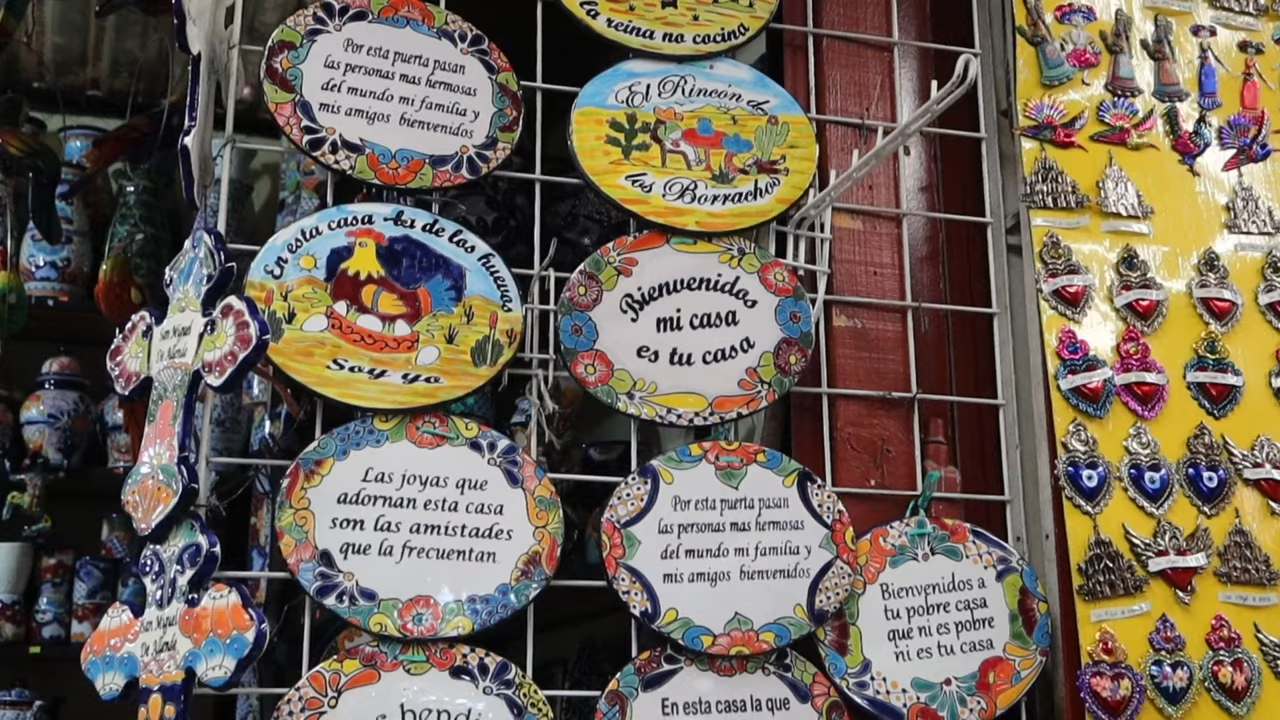 Por esta puerta pasan
las personas mas hermosas
del mundo mi familia y
mis amigos bienvenidos
la reina no cocina
El Rincón de
los Borrachos
En esta casa la de los huevos
Soy yo
Bienvenidos
mi casa
es tu casa
San Miguel
De Allende
Las joyas que
adornan esta casa
son las amistades
que la frecuentan
Por esta puerta pasan
las personas mas hermosas
del mundo mi familia y
mis amigos bienvenidos
Bienvenidos a
tu pobre casa
que ni es pobre
ni es tu casa
San Miguel
De Allende
En esta casa la que